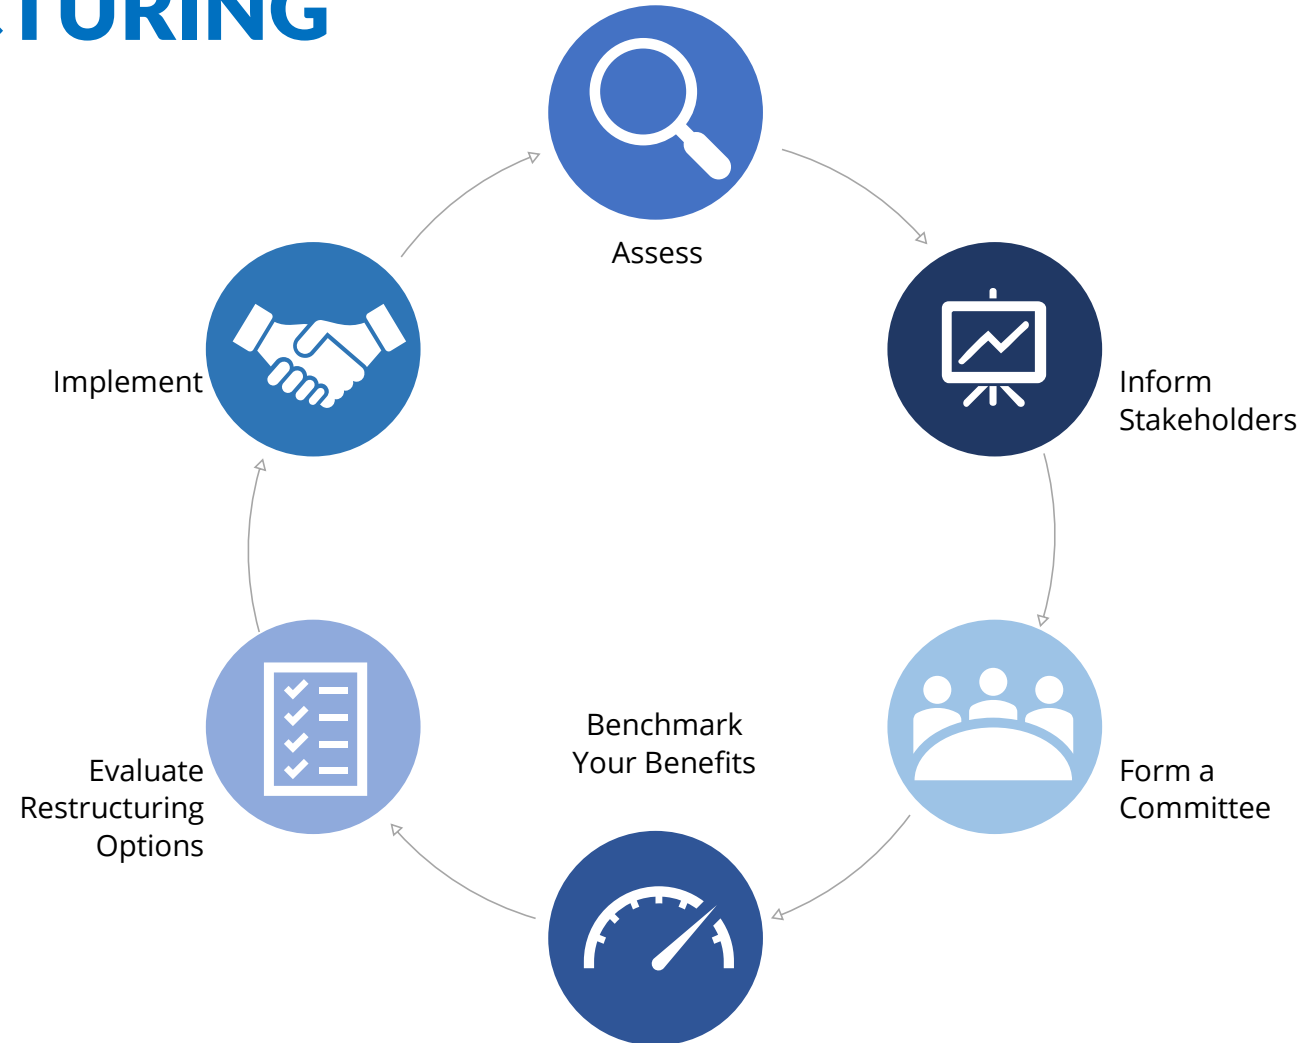 TURING
Assess
Inform
Stakeholders
Form a
Committee
Benchmark
Your Benefits
Evaluate
Restructuring
Options
Implement